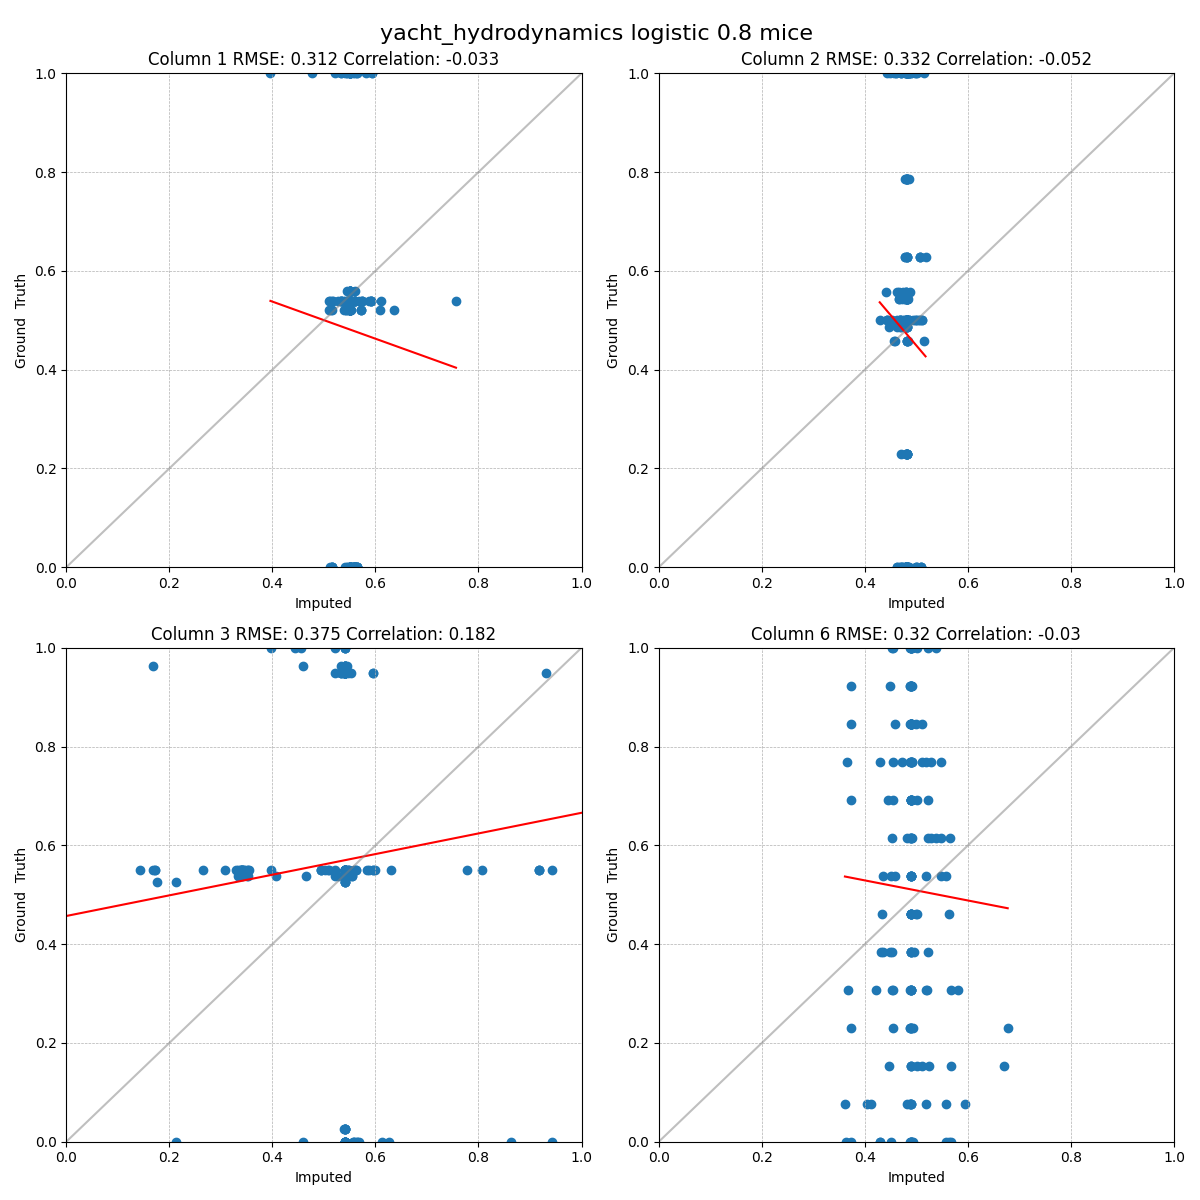 yacht_hydrodynamics logistic 0.8 mice
Column 1 RMSE: 0.312 Correlation: -0.033
1.0
0.8
0.6
0.4
0.2
0.0
Ground  Truth
0.0 0.2 0.4 0.6 0.8 1.0
Imputed
Column 2 RMSE: 0.332 Correlation: -0.052
1.0
0.8
0.6
0.4
0.2
0.0
Ground  Truth
0.0 0.2 0.4 0.6 0.8 1.0
Imputed
Column 3 RMSE: 0.375 Correlation: 0.182
1.0
0.8
0.6
0.4
0.2
0.0
Ground  Truth
0.0 0.2 0.4 0.6 0.8 1.0
Imputed
Column 6 RMSE: 0.32 Correlation: -0.03
1.0
0.8
0.6
0.4
0.2
0.0
Ground  Truth
0.0 0.2 0.4 0.6 0.8 1.0
Imputed